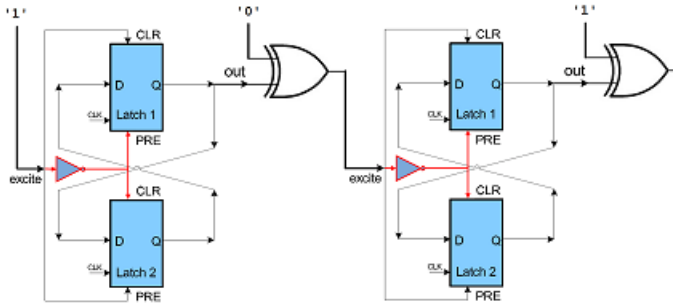 '1'
'0'
'1'
CLR
D Q
out
CLK
Latch 1
PRE
excite
CLR
D Q
CLK
Latch 2
PRE
CLR
D Q
out
CLK
Latch 1
PRE
excite
CLR
D Q
CLK
Latch 2
PRE